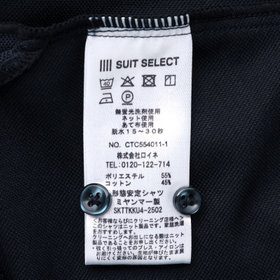 SUIT SELECT
無蛍光洗剤使用
ネット使用
あて布使用
脱水15~30秒
NO. CTC554011-1
株式会社ロイネ
0120-122-714
ポリエステル 55%
コットン 45%
形態安定シャツ
ミヤンマー製
SKTTKKU4-2502